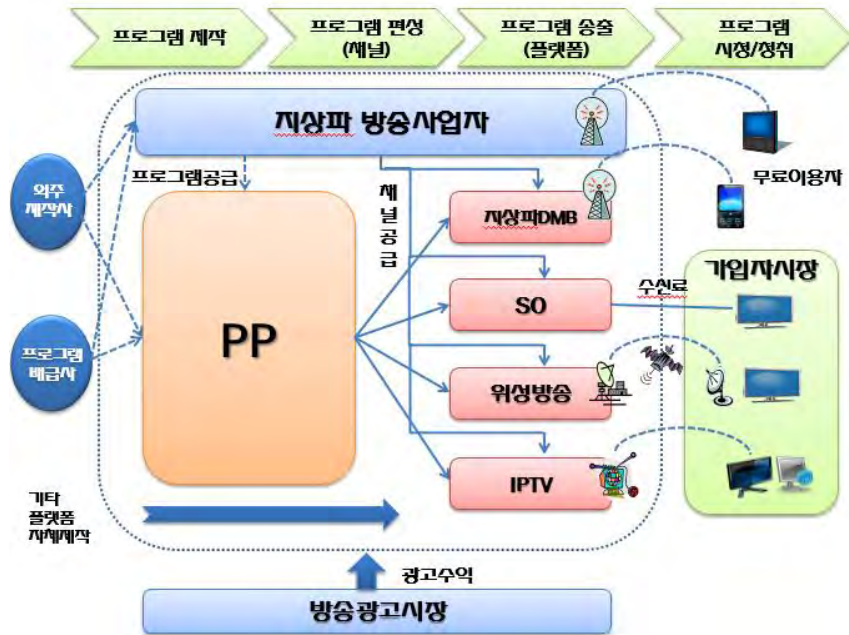 프로그램 제작
프로그램 편성
(채널)
프로그램 송출
(플랫폼)
프로그램
시청/청취
지상파 방송사업자
외주
제작사
프로그램공급
채널공급
지상파DMB
무료이용자
PP
SO
수신료
가입자시장
프로그램
배급사
위성방송
IPTV
기타
플랫폼
자체제작
광고수익
방송광고시장